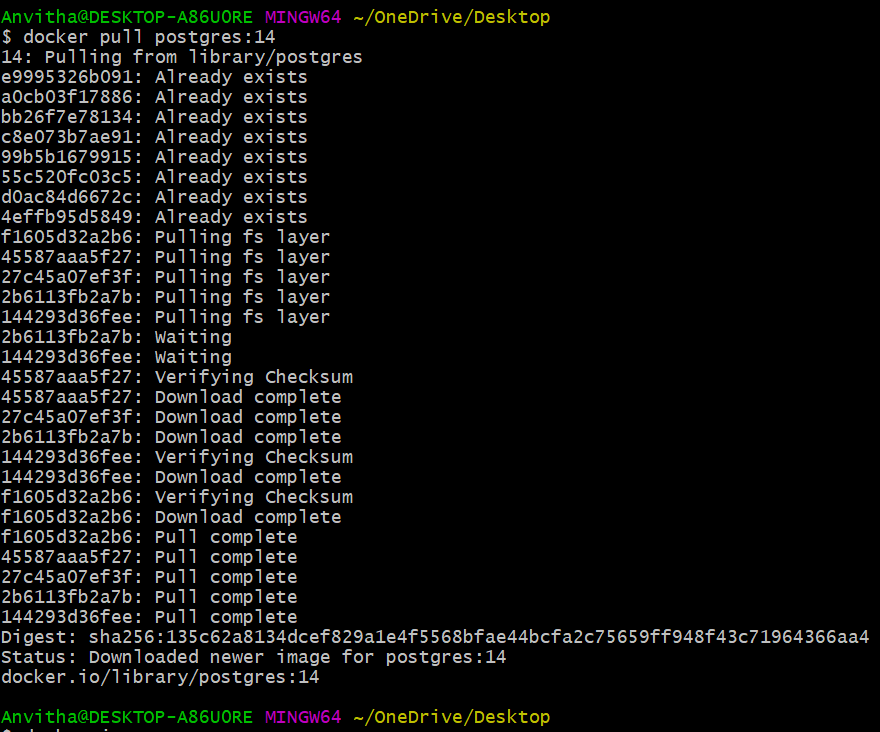 Anvitha@DESKTOP-A86U0RE MINGW64 ~/OneDrive/Desktop
$ docker pull postgres:14
14: Pulling from library/postgres
e9995326b091: Already exists
a0cb03f17886: Already exists
bb26f7e78134: Already exists
c8e073b7ae91: Already exists
99b5b1679915: Already exists
55c520fc03c5: Already exists
d0ac84d6672c: Already exists
4effb95d5849: Already exists
f1605d32a2b6: Pulling fs layer
45587aaa5f27: Pulling fs layer
27c45a07ef3f: Pulling fs layer
2b6113fb2a7b: Pulling fs layer
144293d36fee: Pulling fs layer
2b6113fb2a7b: Waiting
144293d36fee: Waiting
45587aaa5f27: Verifying Checksum
45587aaa5f27: Download complete
27c45a07ef3f: Download complete
2b6113fb2a7b: Download complete
144293d36fee: Verifying Checksum
144293d36fee: Download complete
f1605d32a2b6: Verifying Checksum
f1605d32a2b6: Download complete
f1605d32a2b6: Pull complete
45587aaa5f27: Pull complete
27c45a07ef3f: Pull complete
2b6113fb2a7b: Pull complete
144293d36fee: Pull complete
Digest: sha256:135c62a8134dcef829a1e4f5568bfae44bcfa2c75659ff948f43c71964366aa4
Status: Downloaded newer image for postgres:14
docker.io/library/postgres:14
Anvitha@DESKTOP-A86U0RE MINGW64 ~/OneDrive/Desktop